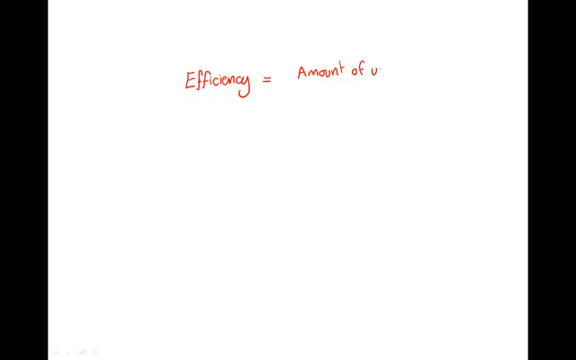 Efficiency = Amount of u